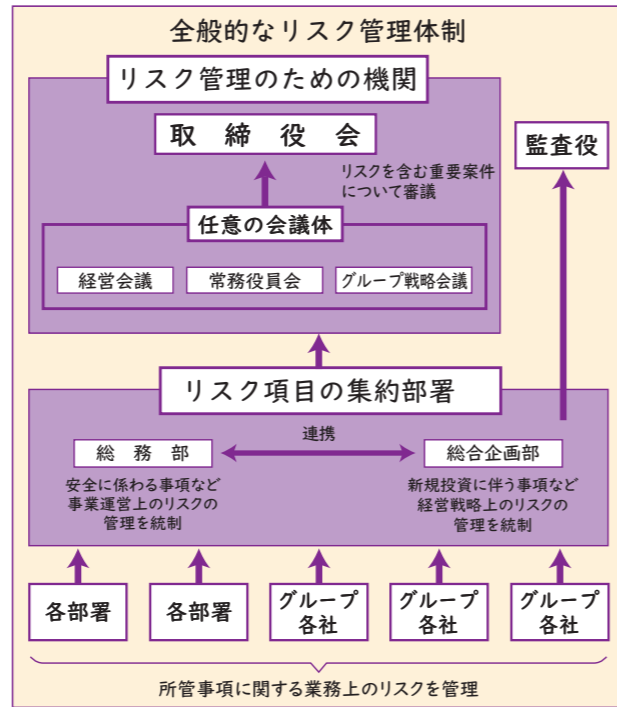 全般的なリスク管理体制
リスク管理のための機関
取締役会
監査役
リスクを含む重要案件
について審議
任意の会議体
経営会議
常務役員会
グループ戦略会議
リスク項目の集約部署
連携
総務部
総合企画部
安全に係わる事項など
事業運営上のリスクの
管理を統制
新規投資に伴う事項など
経営戦略上のリスクの
管理を統制
各部署
各部署
グループ
各社
グループ
各社
グループ
各社
所管事項に関する業務上のリスクを管理